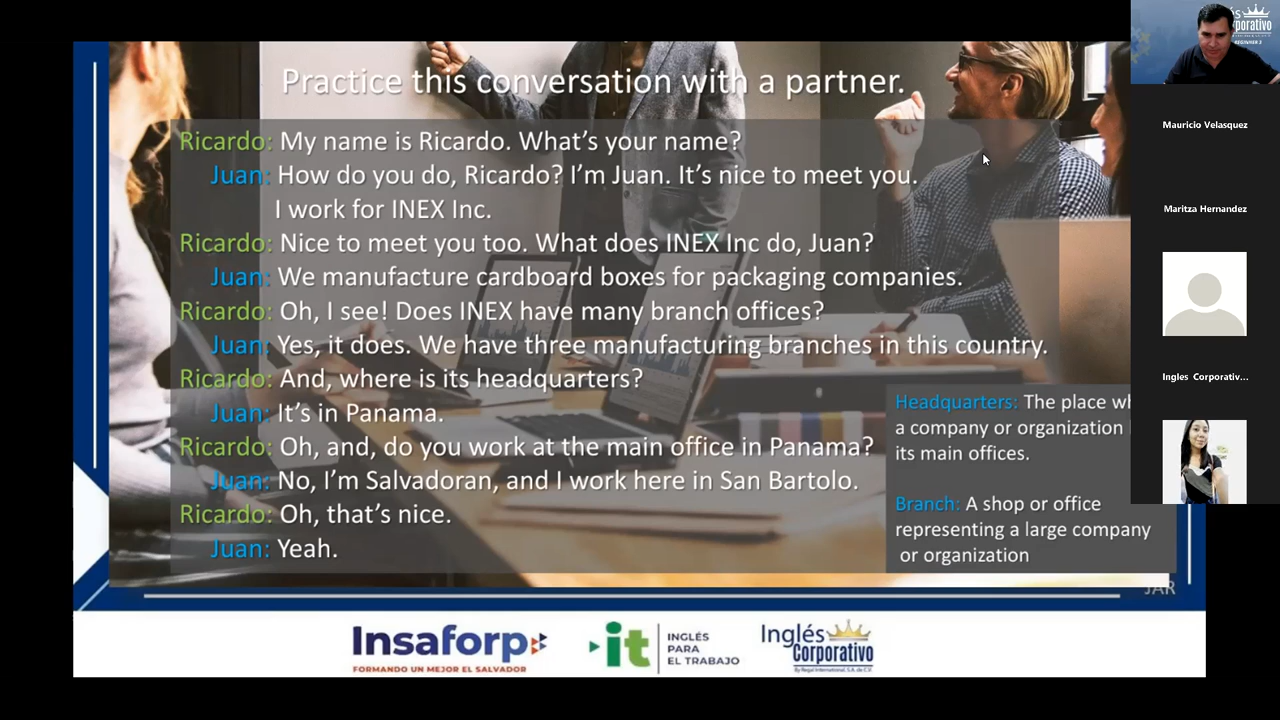 Practice this conversation with a partner.
Ricardo: My name is Ricardo. What's your name?
Juan: How do you do, Ricardo? I'm Juan. It's nice to meet you.
I work for INEX Inc.
Ricardo: Nice to meet you too. What does INEX Inc do, Juan?
Juan: We manufacture cardboard boxes for packaging companies.
Ricardo: Oh, I see! Does INEX have many branch offices?
Juan: Yes, it does. We have three manufacturing branches in this country.
Ricardo: And, where is its headquarters?
Juan: It's in Panama.
Ricardo: Oh, and, do you work at the main office in Panama?
Juan: No, I'm Salvadoran, and I work here in San Bartolo.
Ricardo: Oh, that's nice.
Juan: Yeah.
Headquarters: The place
a company or organization
its main offices.
Branch: A shop or office
representing a large company
or organization
JAR
Insaforp
FORMANDO UN MEJOR EL SALVADOR
it
INGLÉS
PARA
EL TRABAJO
Inglés
Corporativo
By Regal International, S.A. de C.V.
Mauricio Velasquez
Maritza Hernandez
Ingles Corporativ...